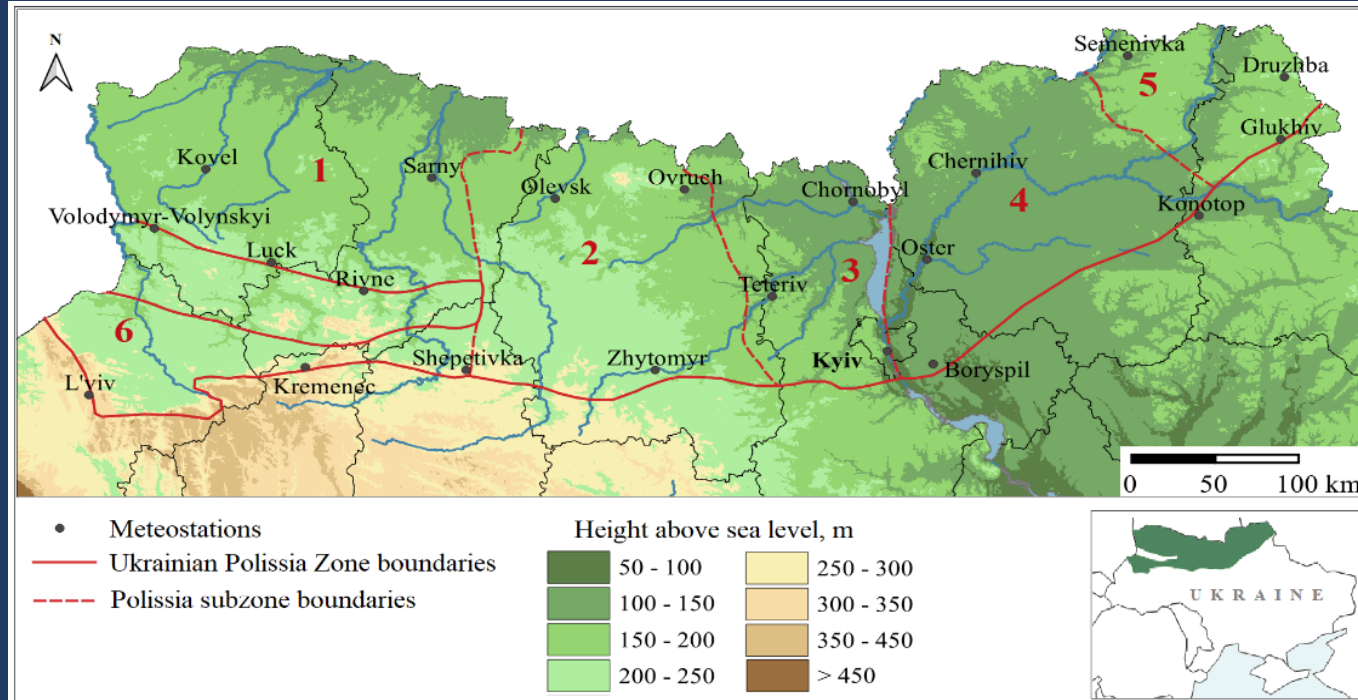 N
Semenivka
Druzhba
5
Glukhiv
Kovel
1
Sarny
Olevsk
Ovruch
Chornobyl
Chernihiv
4
Konotop
Volodymyr-Volynskyi
Luck
2
Oster
Rivne
Teteriv
3
6
Shepetivka
Zhytomyr
Kyiv
Boryspil
L'viv
Kremenec
0 50 100 km
Meteostations
Ukrainian Polissia Zone boundaries
Polissia subzone boundaries
Height above sea level, m
50 - 100
100 - 150
150 - 200
200 - 250
250 - 300
300 - 350
350 - 450
> 450
UKRAINE